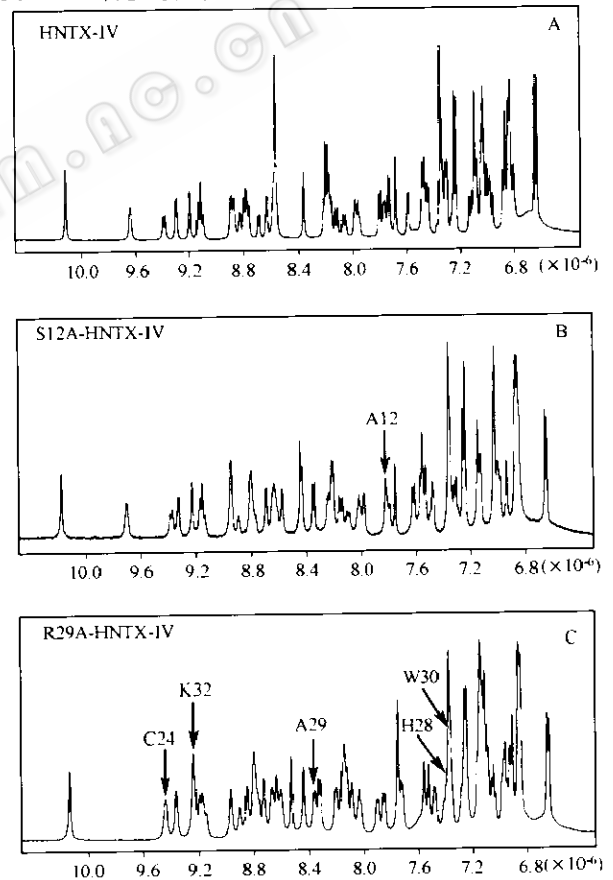 m.ac.cn
HNTX-IV
A
10.0 9.6 9.2 8.8 8.4 8.0 7.6 7.2 6.8 (×10⁻⁶)
S12A-HNTX-IV
B
A12
10.0 9.6 9.2 8.8 8.4 8.0 7.6 7.2 6.8(×10⁻⁶)
R29A-HNTX-IV
C
K32
W30
C24
A29
H28
10.0 9.6 9.2 8.8 8.4 8.0 7.6 7.2 6.8(×10⁻⁶)